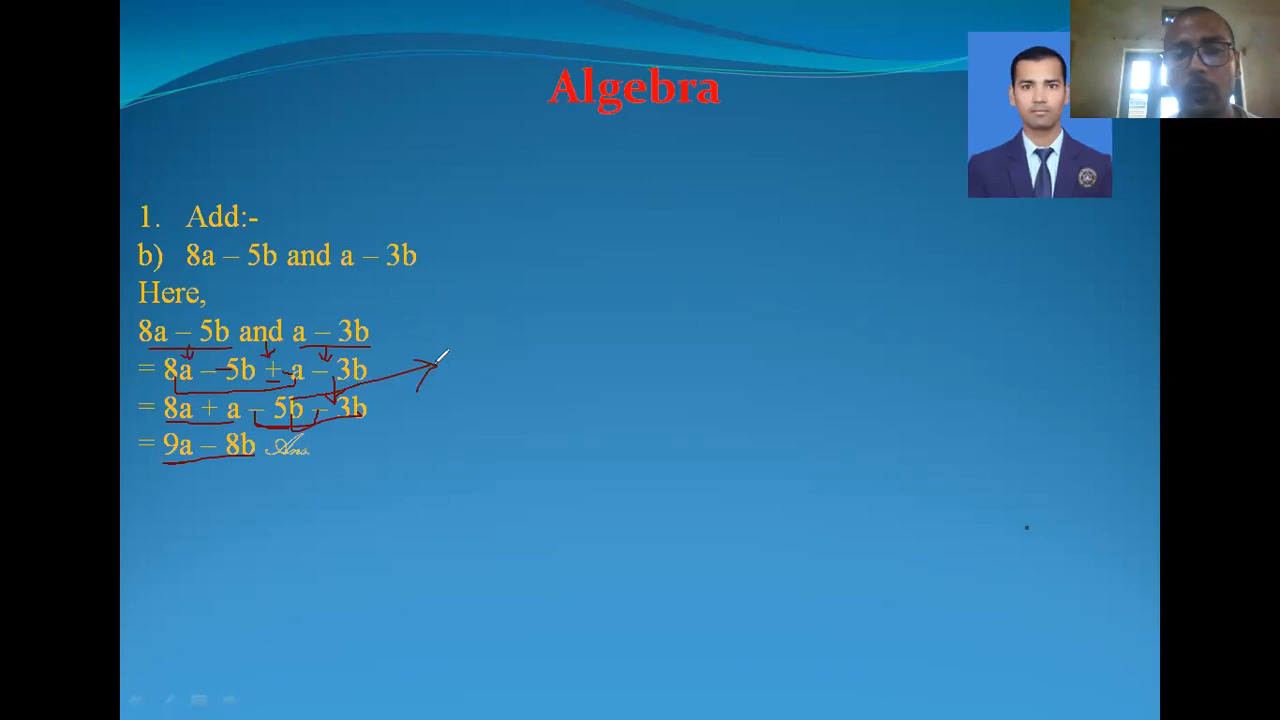 Algebra
1. Add:-
b) 8a – 5b and a – 3b
Here,
8a – 5b and a – 3b
= 8a – 5b + a – 3b
= 8a + a – 5b – 3b
= 9a – 8b Ans.